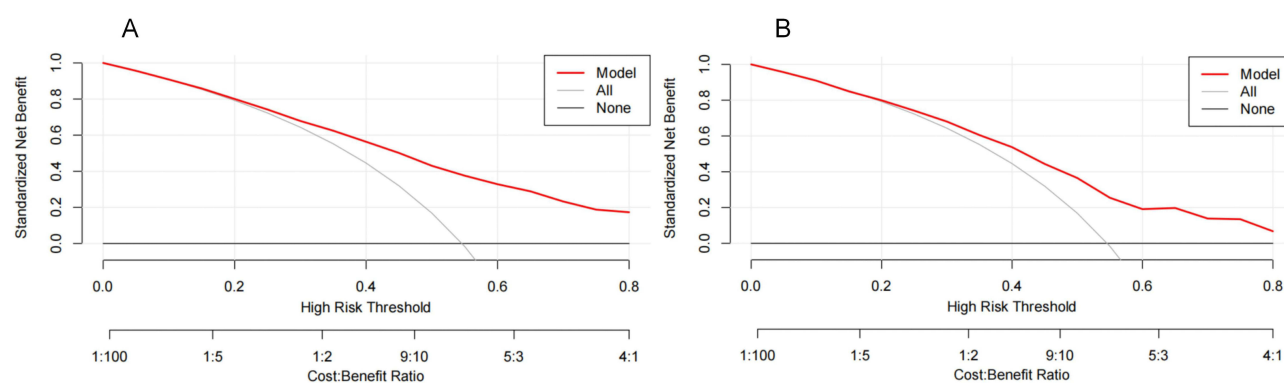 A
Standardized Net Benefit
1.0
0.8
0.6
0.4
0.2
0.0
Model
All
None
0.0 0.2 0.4 0.6 0.8
High Risk Threshold
1:100 1:5 1:2 9:10 5:3 4:1
Cost:Benefit Ratio
B
Standardized Net Benefit
1.0
0.8
0.6
0.4
0.2
0.0
Model
All
None
0.0 0.2 0.4 0.6 0.8
High Risk Threshold
1:100 1:5 1:2 9:10 5:3 4:1
Cost:Benefit Ratio